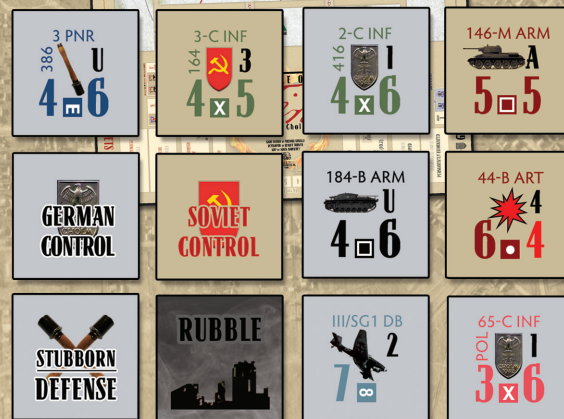 3 PNR
386
U
4 E 6
3-C INF
164
3
4 X 5
2-C INF
416
1
4 X 6
146-M ARM
A
5 5
GERMAN
CONTROL
SOVIET
CONTROL
184-B ARM
U
4 6
44-B ART
4
6 4
STUBBORN
DEFENSE
RUBBLE
III/SG1 DB
2
7 8
65-C INF
POL
1
3 X 6